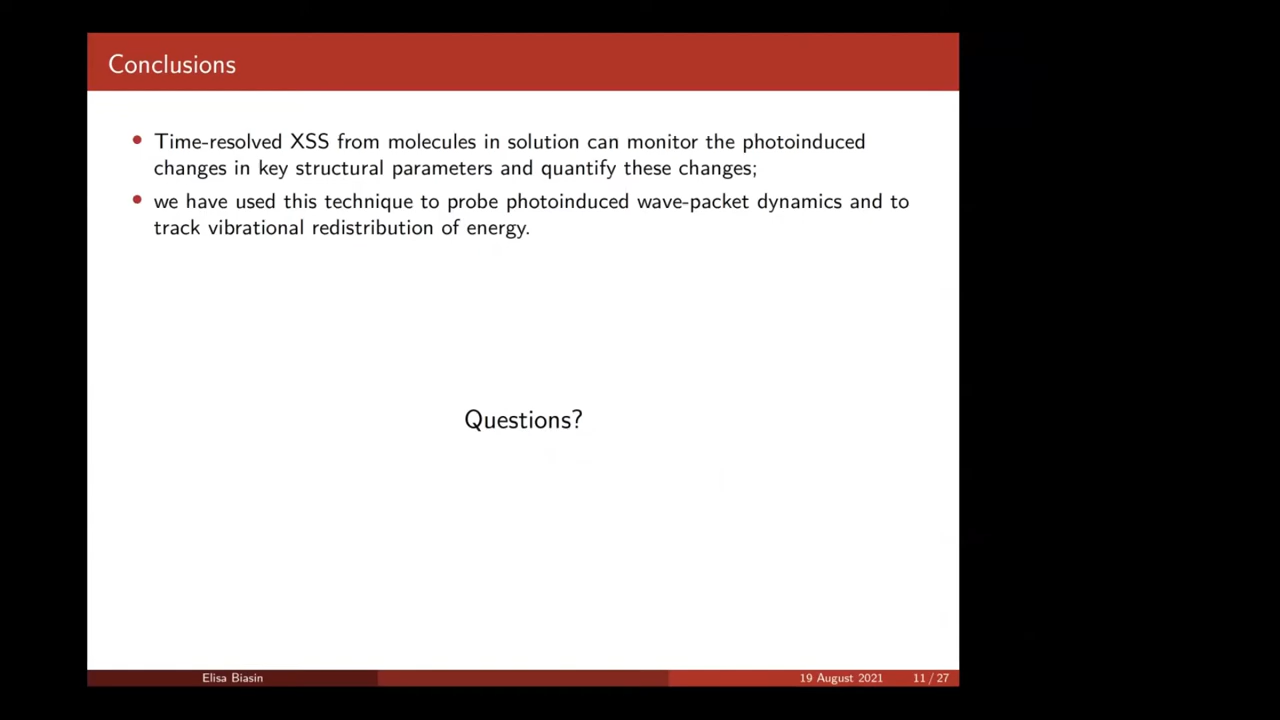 Conclusions
• Time-resolved XSS from molecules in solution can monitor the photoinduced
changes in key structural parameters and quantify these changes;
• we have used this technique to probe photoinduced wave-packet dynamics and to
track vibrational redistribution of energy.
Questions?
Elisa Biasin 19 August 2021 11 / 27